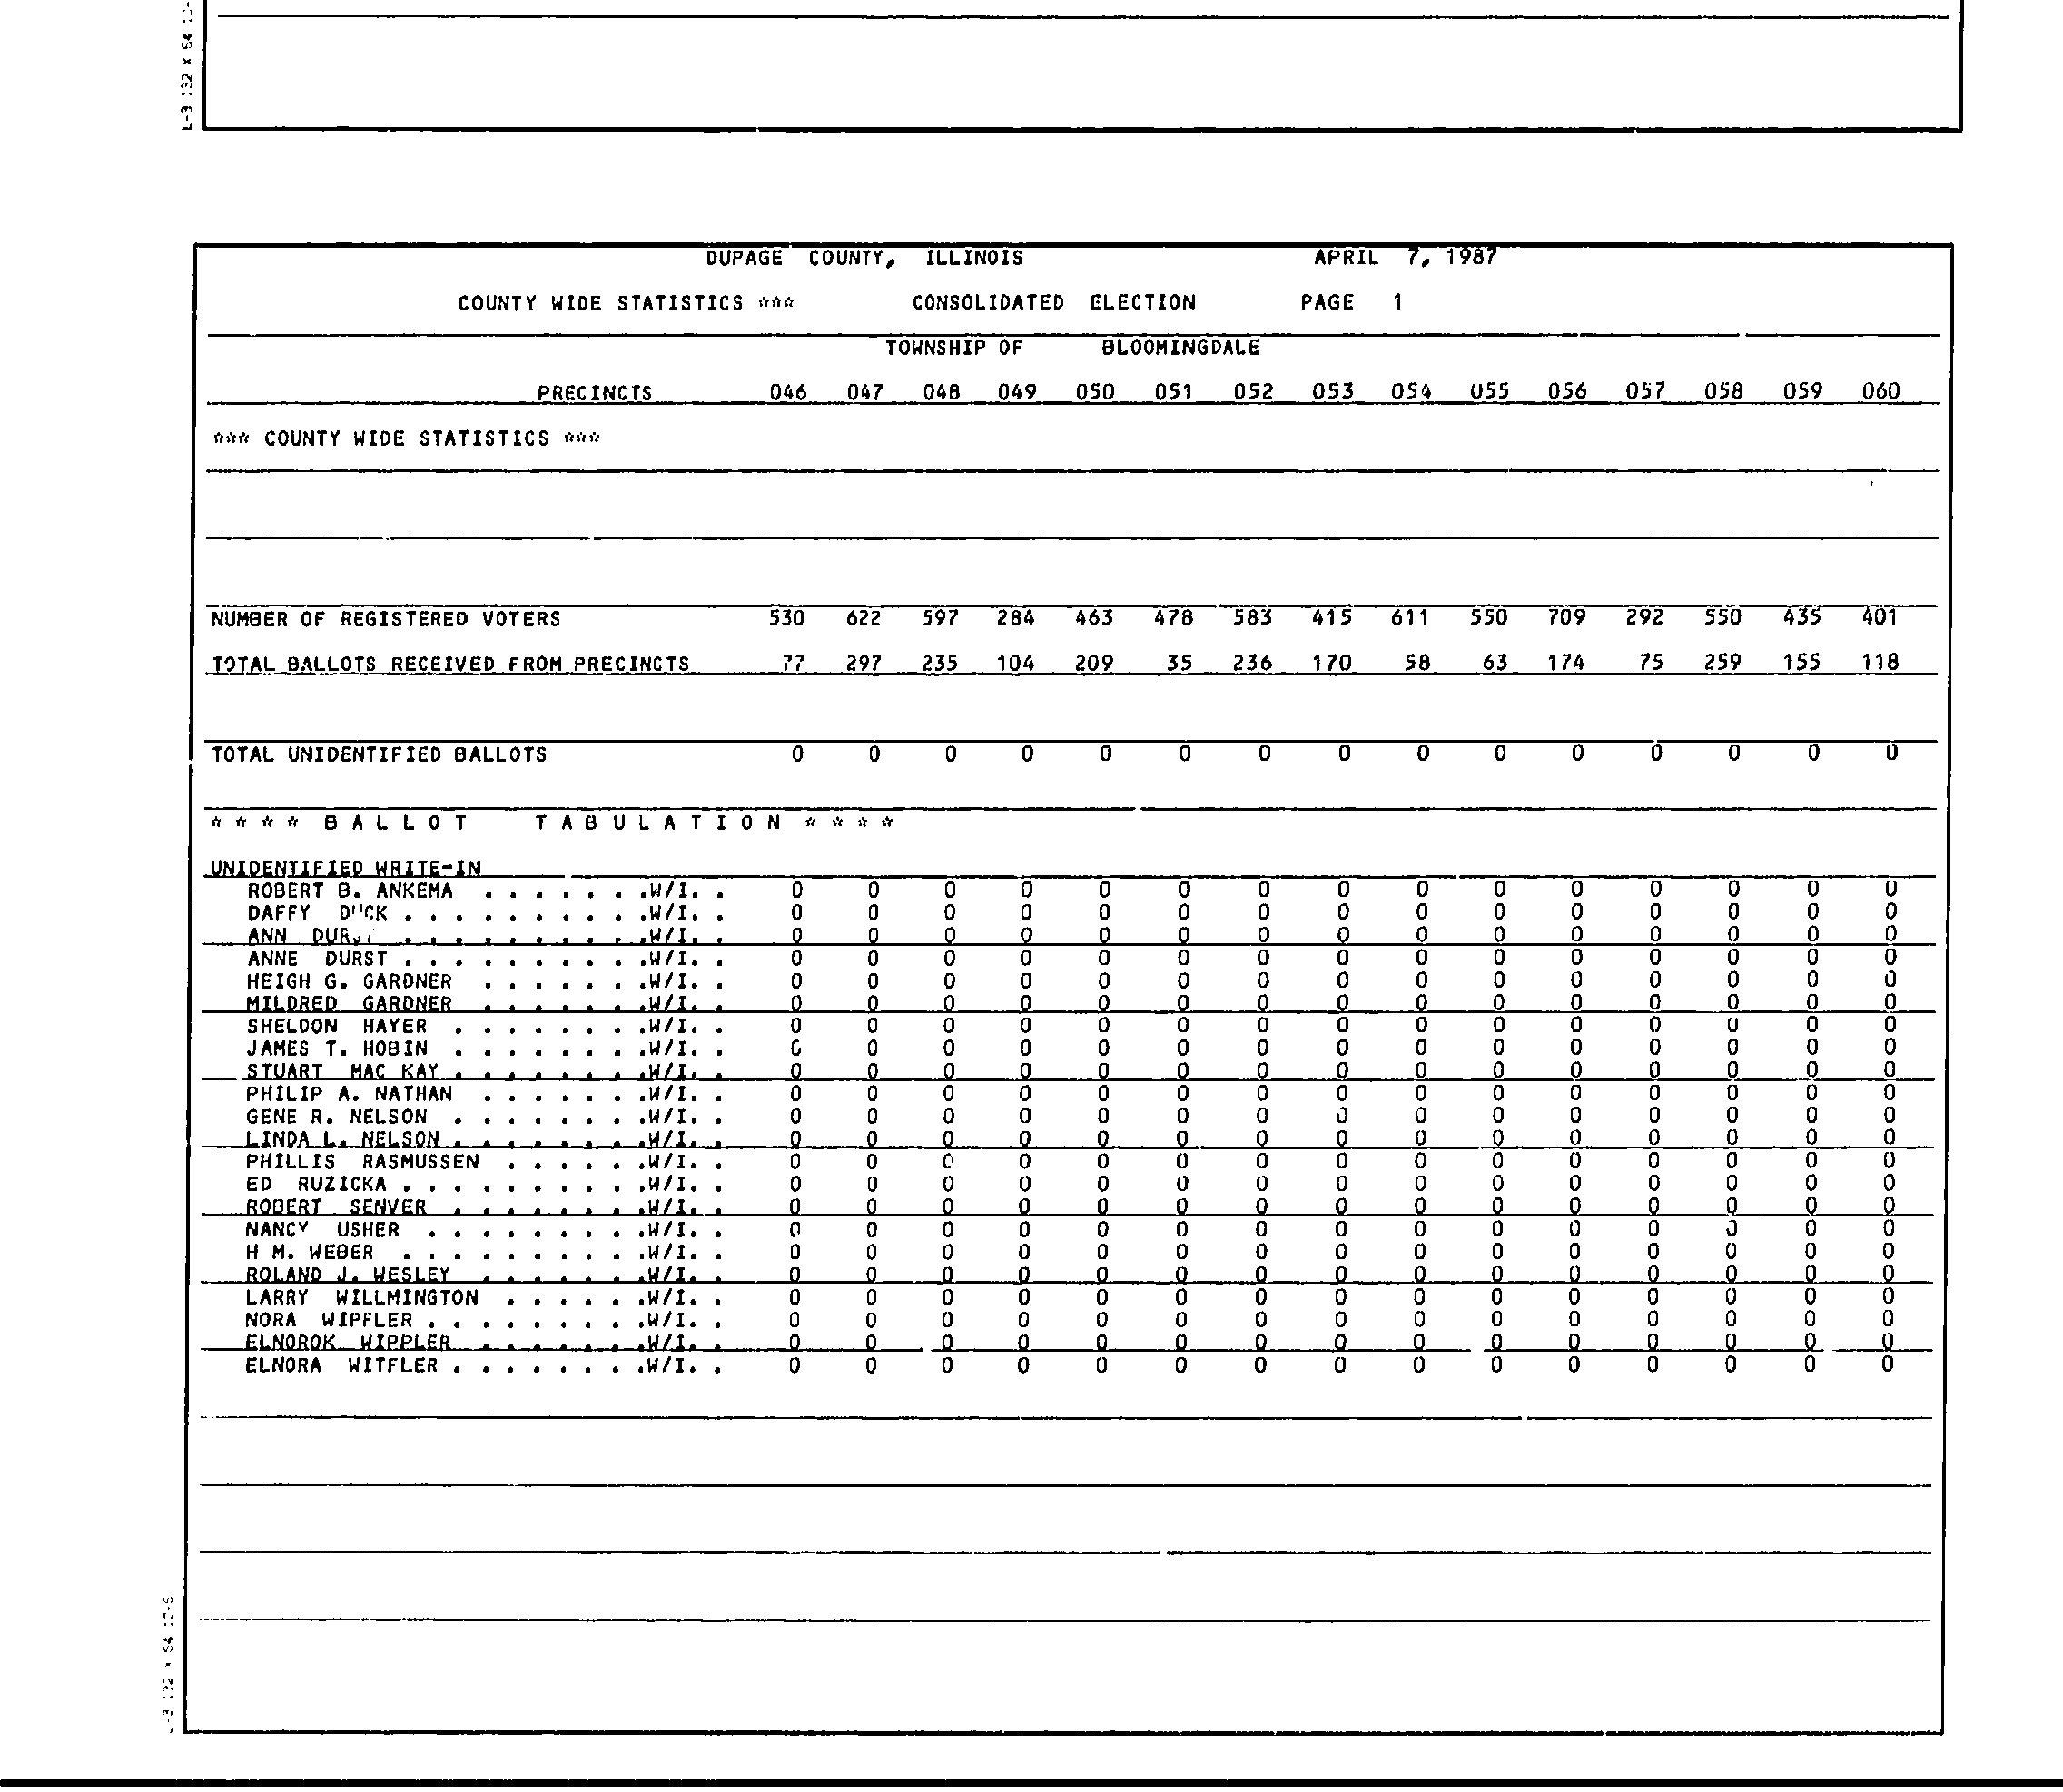 L-3 132 X 64 10-
DUPAGE COUNTY, ILLINOIS APRIL 7, 1987
COUNTY WIDE STATISTICS *** CONSOLIDATED ELECTION PAGE 1
TOWNSHIP OF BLOOMINGDALE
PRECINCTS 046 047 048 049 050 051 052 053 054 055 056 057 058 059 060
*** COUNTY WIDE STATISTICS ***
NUMBER OF REGISTERED VOTERS 530 622 597 284 463 478 583 415 611 550 709 292 550 435 401
TOTAL BALLOTS RECEIVED FROM PRECINCTS 77 297 235 104 209 35 236 170 58 63 174 75 259 155 118
TOTAL UNIDENTIFIED BALLOTS 0 0 0 0 0 0 0 0 0 0 0 0 0 0 0
* * * * B A L L O T T A B U L A T I O N * * * *
UNIDENTIFIED WRITE-IN
ROBERT B. ANKEMA . . . . . . .W/I. . 0 0 0 0 0 0 0 0 0 0 0 0 0 0 0
DAFFY DUCK . . . . . . . . . .W/I. . 0 0 0 0 0 0 0 0 0 0 0 0 0 0 0
ANN . . . . . . . . . .W/I. . 0 0 0 0 0 0 0 0 0 0 0 0 0 0 0
ANNE DURST . . . . . . . . . .W/I. . 0 0 0 0 0 0 0 0 0 0 0 0 0 0 0
HEIGH G. GARDNER . . . . . . .W/I. . 0 0 0 0 0 0 0 0 0 0 0 0 0 0 0
MILDRED GARDNER . . . . . . .W/I. . 0 0 0 0 0 0 0 0 0 0 0 0 0 0 0
SHELDON HAYER . . . . . . . .W/I. . 0 0 0 0 0 0 0 0 0 0 0 0 0 0 0
JAMES T. HOBIN . . . . . . . .W/I. . 0 0 0 0 0 0 0 0 0 0 0 0 0 0 0
STUART MAC KAY . . . . . . . .W/I. . 0 0 0 0 0 0 0 0 0 0 0 0 0 0 0
PHILIP A. NATHAN . . . . . . .W/I. . 0 0 0 0 0 0 0 0 0 0 0 0 0 0 0
GENE R. NELSON . . . . . . . .W/I. . 0 0 0 0 0 0 0 0 0 0 0 0 0 0 0
LINDA L. NELSON . . . . . . . .W/I. . 0 0 0 0 0 0 0 0 0 0 0 0 0 0 0
PHILLIS RASMUSSEN . . . . . .W/I. . 0 0 0 0 0 0 0 0 0 0 0 0 0 0 0
ED RUZICKA . . . . . . . . . .W/I. . 0 0 0 0 0 0 0 0 0 0 0 0 0 0 0
ROBERT SENVER . . . . . . . .W/I. . 0 0 0 0 0 0 0 0 0 0 0 0 0 0 0
NANCY USHER . . . . . . . . .W/I. . 0 0 0 0 0 0 0 0 0 0 0 0 0 0 0
H M. WEBER . . . . . . . . . .W/I. . 0 0 0 0 0 0 0 0 0 0 0 0 0 0 0
ROLAND J. WESLEY . . . . . . .W/I. . 0 0 0 0 0 0 0 0 0 0 0 0 0 0 0
LARRY WILLMINGTON . . . . . .W/I. . 0 0 0 0 0 0 0 0 0 0 0 0 0 0 0
NORA WIPFLER . . . . . . . . .W/I. . 0 0 0 0 0 0 0 0 0 0 0 0 0 0 0
ELNOROK WIPPLER . . . . . . .W/I. . 0 0 0 0 0 0 0 0 0 0 0 0 0 0 0
ELNORA WITFLER . . . . . . . .W/I. . 0 0 0 0 0 0 0 0 0 0 0 0 0 0 0